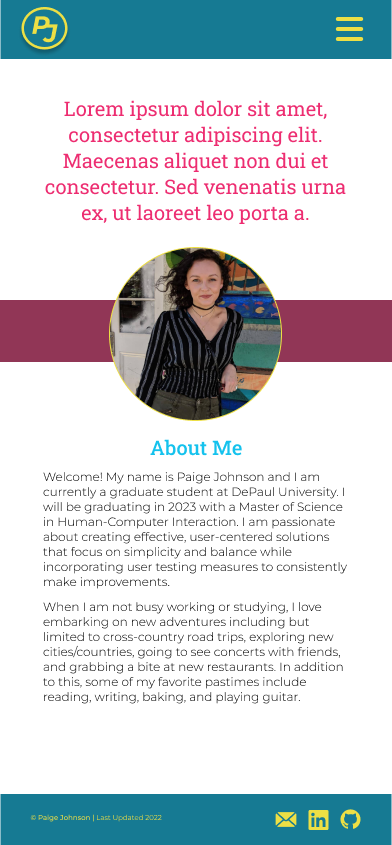 PJ
Lorem ipsum dolor sit amet,
consectetur adipiscing elit.
Maecenas aliquet non dui et
consectetur. Sed venenatis urna
ex, ut laoreet leo porta a.
About Me
Welcome! My name is Paige Johnson and I am
currently a graduate student at DePaul University. I
will be graduating in 2023 with a Master of Science
in Human-Computer Interaction. I am passionate
about creating effective, user-centered solutions
that focus on simplicity and balance while
incorporating user testing measures to consistently
make improvements.
When I am not busy working or studying, I love
embarking on new adventures including but
limited to cross-country road trips, exploring new
cities/countries, going to see concerts with friends,
and grabbing a bite at new restaurants. In addition
to this, some of my favorite pastimes include
reading, writing, baking, and playing guitar.
© Paige Johnson | Last Updated 2022
in